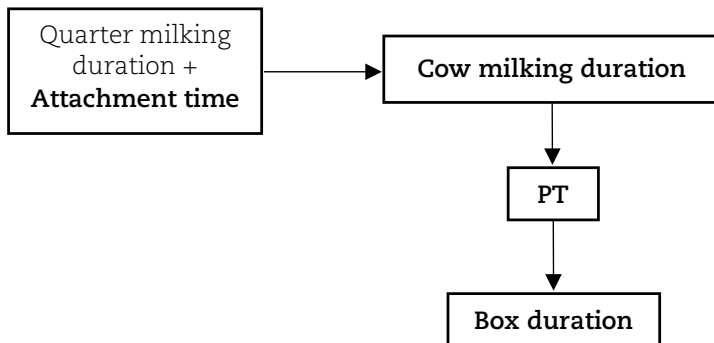 Quarter milking
duration +
Attachment time
Cow milking duration
PT
Box duration